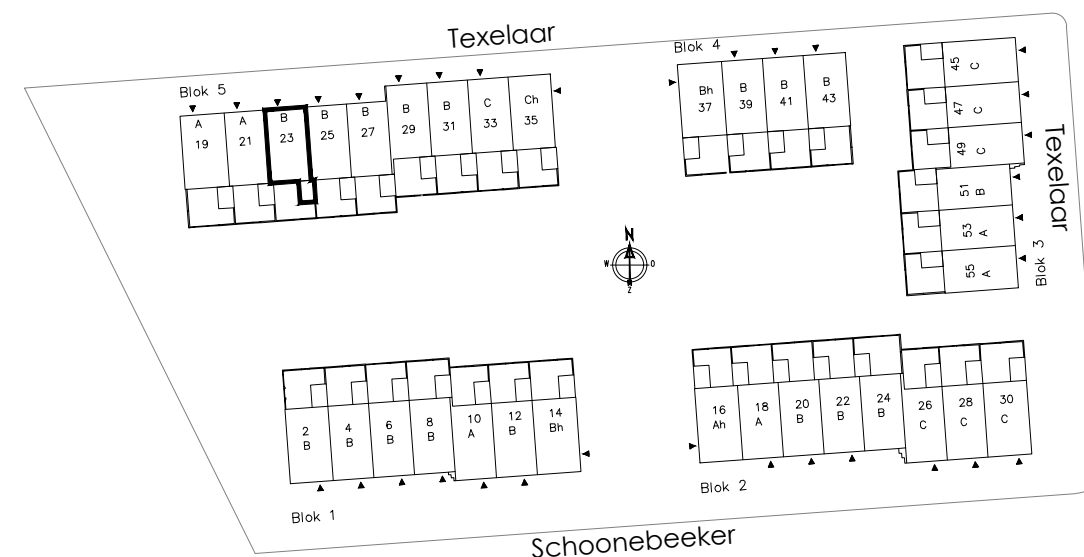 Texelaar
Blok 5
A
19
A
21
B
23
B
25
B
27
B
29
B
31
C
33
Ch
35
Blok 4
Bh
37
B
39
B
41
B
43
45
C
47
C
49
C
51
B
53
A
55
A
Texelaar
Blok 3
N
W O
Z
2
B
4
B
6
B
8
B
10
A
12
B
14
Bh
Blok 1
16
Ah
18
A
20
B
22
B
24
B
26
C
28
C
30
C
Blok 2
Schoonebeeker